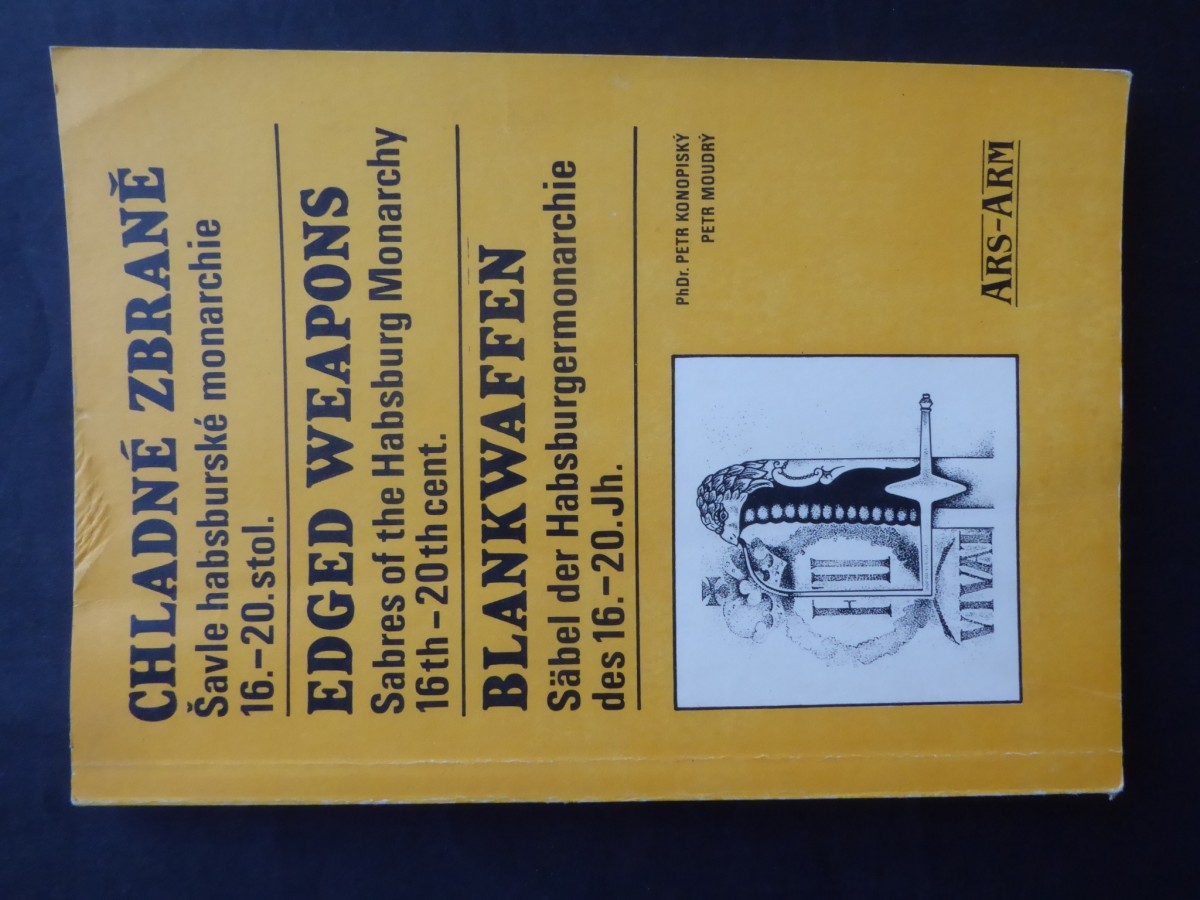 CHLADNÉ ZBRANĚ
Šavle habsburské monarchie
16.–20. stol.
EDGED WEAPONS
Sabres of the Habsburg Monarchy
16th–20th cent.
BLANKWAFFEN
Säbel der Habsburgermonarchie
des 16.–20. Jh.
PhDr. PETR KONOPISKÝ
PETR MOUDRÝ
VIVAT
ARS-ARM